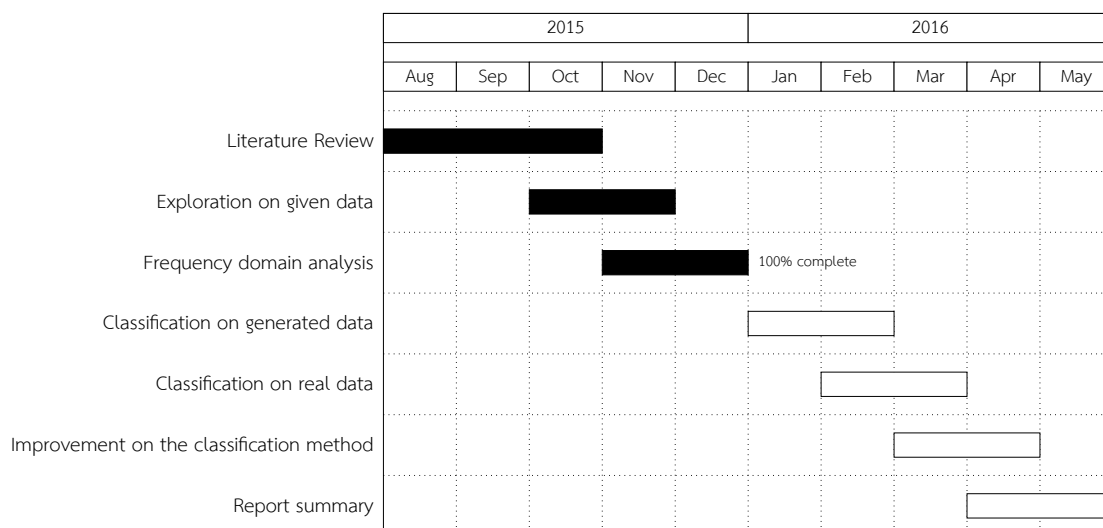 2015 2016
Aug Sep Oct Nov Dec Jan Feb Mar Apr May
Literature Review
Exploration on given data
Frequency domain analysis 100% complete
Classification on generated data
Classification on real data
Improvement on the classification method
Report summary